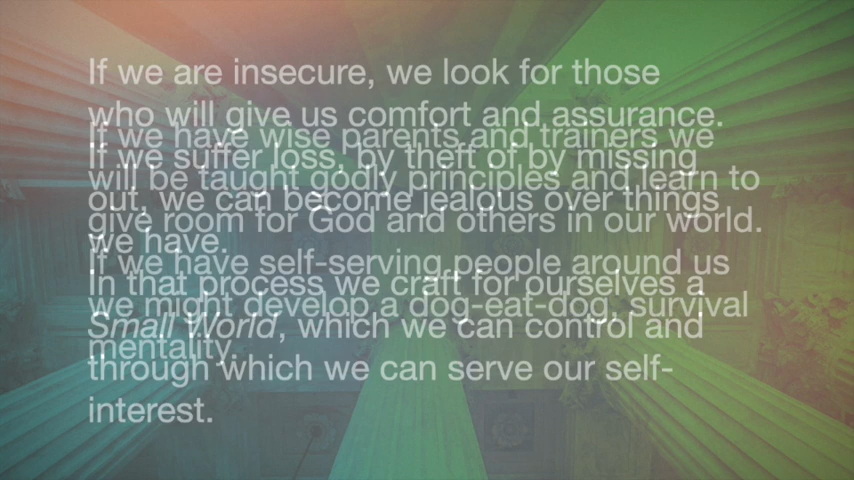 If we are insecure, we look for those
who will give us comfort and assurance.
If we have wise parents and trainers we
If we suffer loss, by theft of by missing
will be taught godly principles and learn to
out, we can become jealous over things
give room for God and others in our world.
we have.
If we have self-serving people around us
In that process we craft for ourselves a
we might develop a dog-eat-dog, survival
Small World, which we can control and
mentality.
through which we can serve our self-
interest.